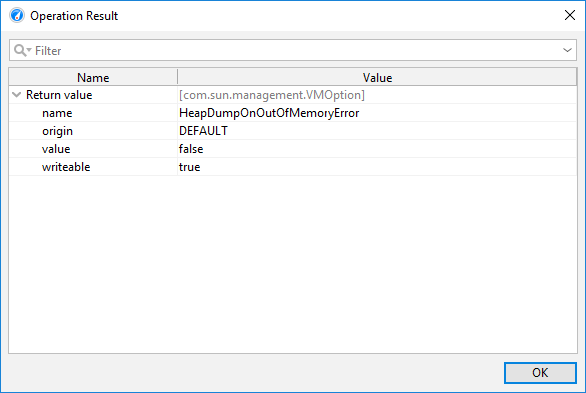 Operation Result
Filter
Name Value
Return value [com.sun.management.VMOption]
name HeapDumpOnOutOfMemoryError
origin DEFAULT
value false
writeable true
OK